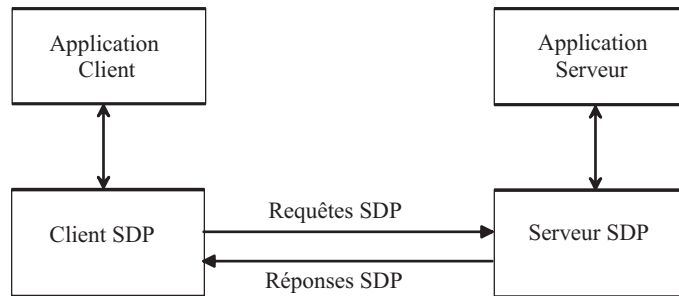 Application
Client
Application
Serveur
Requêtes SDP
Client SDP
Serveur SDP
Réponses SDP